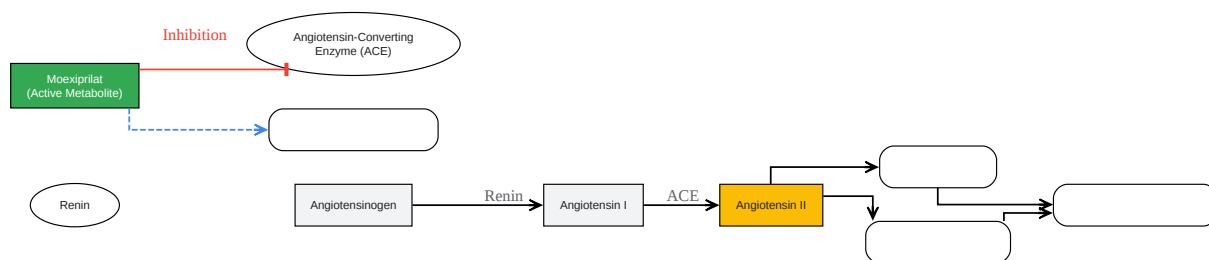 Inhibition
Angiotensin-Converting
Enzyme (ACE)
Moexiprilat
(Active Metabolite)
Renin
Angiotensinogen
Renin
Angiotensin I
ACE
Angiotensin II